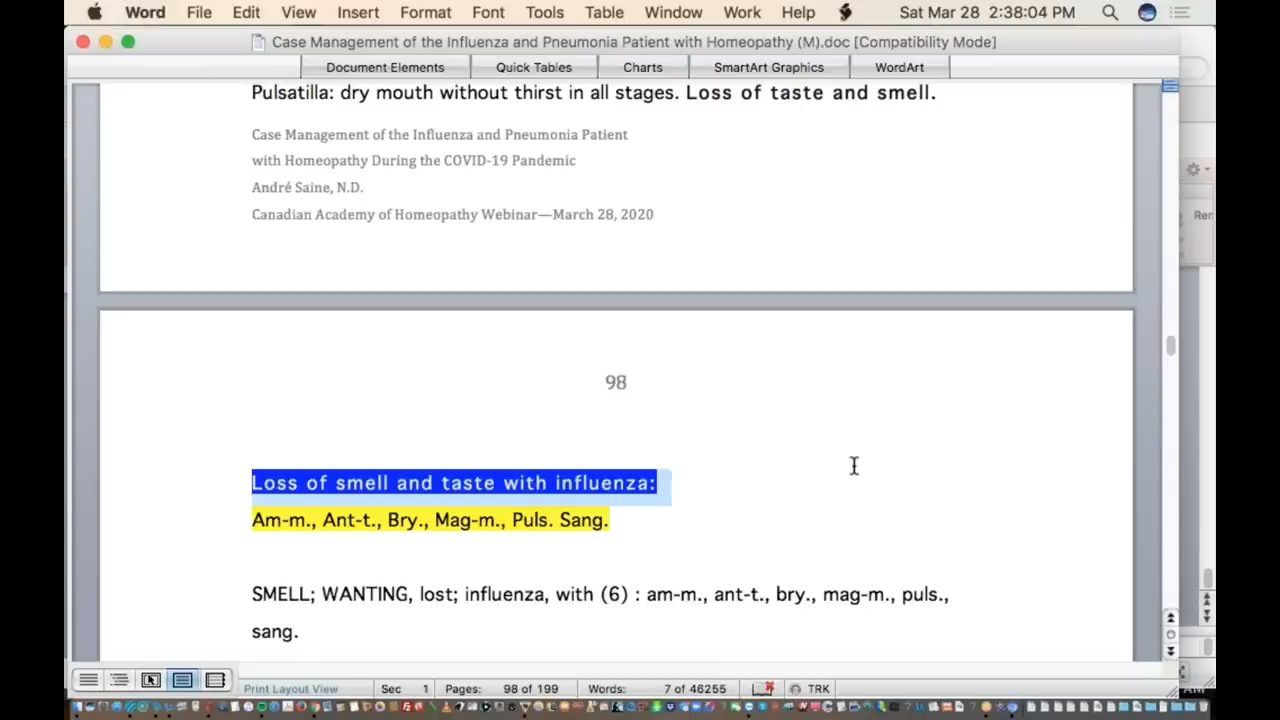 Word File Edit View Insert Format Font Tools Table Window Work Help Sat Mar 28 2:38:04 PM
Case Management of the Influenza and Pneumonia Patient with Homeopathy (M).doc [Compatibility Mode]
Document Elements Quick Tables Charts SmartArt Graphics WordArt
Pulsatilla: dry mouth without thirst in all stages. Loss of taste and smell.
Case Management of the Influenza and Pneumonia Patient
with Homeopathy During the COVID-19 Pandemic
André Saine, N.D.
Canadian Academy of Homeopathy Webinar—March 28, 2020
98
Loss of smell and taste with influenza:
Am-m., Ant-t., Bry., Mag-m., Puls. Sang.
SMELL; WANTING, lost; influenza, with (6) : am-m., ant-t., bry., mag-m., puls.,
sang.
Print Layout View Sec 1 Pages: 98 of 199 Words: 7 of 46255 TRK